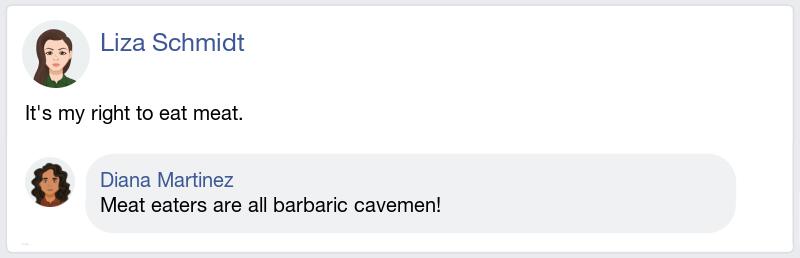 Liza Schmidt
It's my right to eat meat.
Diana Martinez
Meat eaters are all barbaric cavemen!